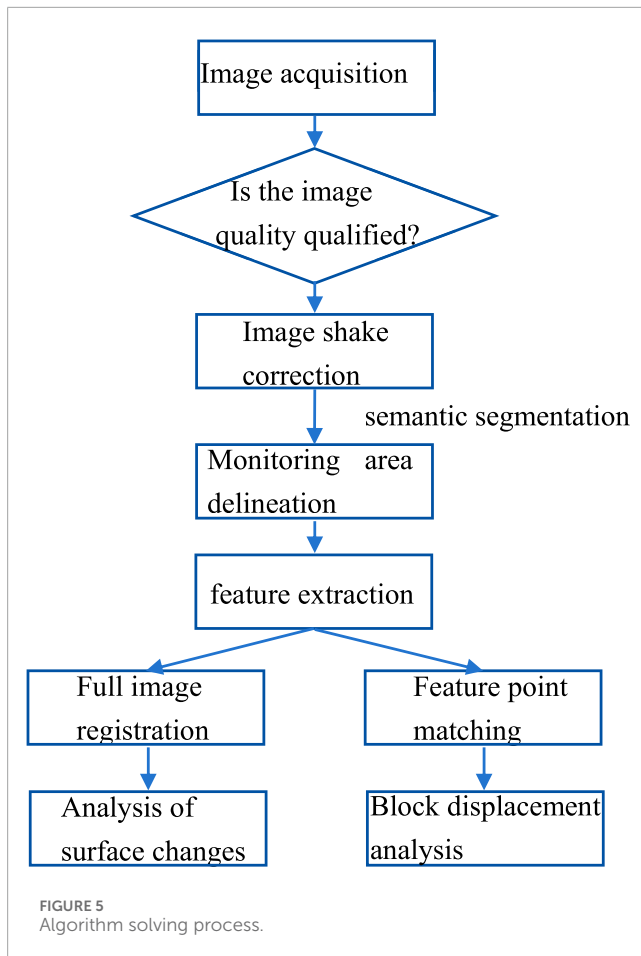 Image acquisition
Is the image
quality qualified?
Image shake
correction
semantic segmentation
Monitoring area
delineation
feature extraction
Full image
registration
Feature point
matching
Analysis of
surface changes
Block displacement
analysis
FIGURE 5
Algorithm solving process.